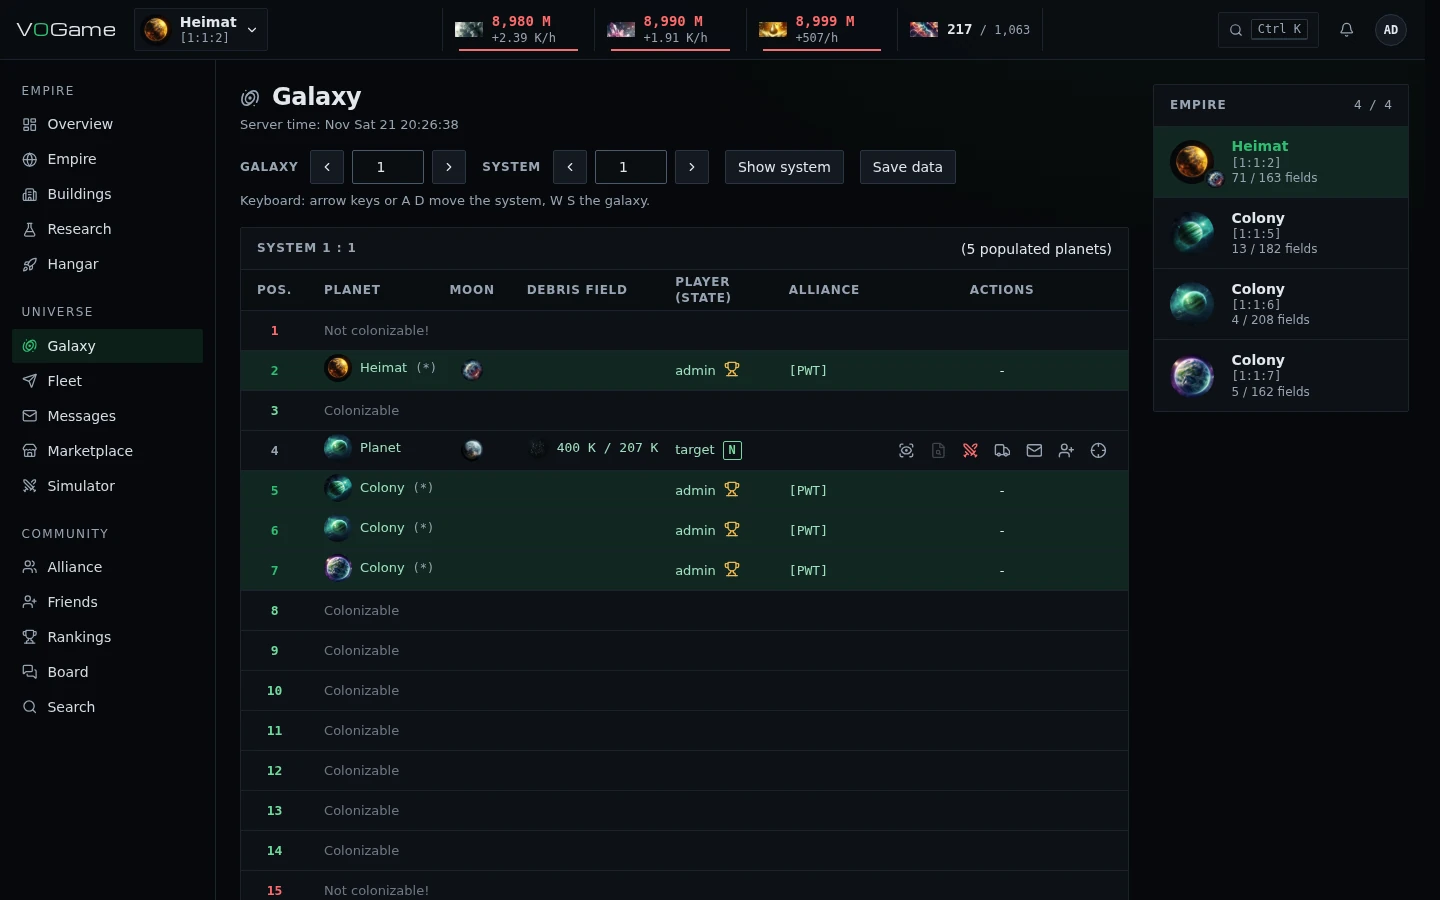 VOGame
Heimat
[1:1:2]
8,980 M
+2.39 K/h
8,990 M
+1.91 K/h
8,999 M
+507/h
217 / 1,063
Ctrl K
AD
EMPIRE
Overview
Empire
Buildings
Research
Hangar
UNIVERSE
Galaxy
Fleet
Messages
Marketplace
Simulator
COMMUNITY
Alliance
Friends
Rankings
Board
Search
Galaxy
Server time: Nov Sat 21 20:26:38
GALAXY 1 SYSTEM 1 Show system Save data
Keyboard: arrow keys or A D move the system, W S the galaxy.
SYSTEM 1 : 1 (5 populated planets)
POS. PLANET MOON DEBRIS FIELD PLAYER (STATE) ALLIANCE ACTIONS
1 Not colonizable!
2 Heimat (*) admin [PWT] -
3 Colonizable
4 Planet 400 K / 207 K target N
5 Colony (*) admin [PWT] -
6 Colony (*) admin [PWT] -
7 Colony (*) admin [PWT] -
8 Colonizable
9 Colonizable
10 Colonizable
11 Colonizable
12 Colonizable
13 Colonizable
14 Colonizable
15 Not colonizable!
EMPIRE 4 / 4
Heimat
[1:1:2]
71 / 163 fields
Colony
[1:1:5]
13 / 182 fields
Colony
[1:1:6]
4 / 208 fields
Colony
[1:1:7]
5 / 162 fields